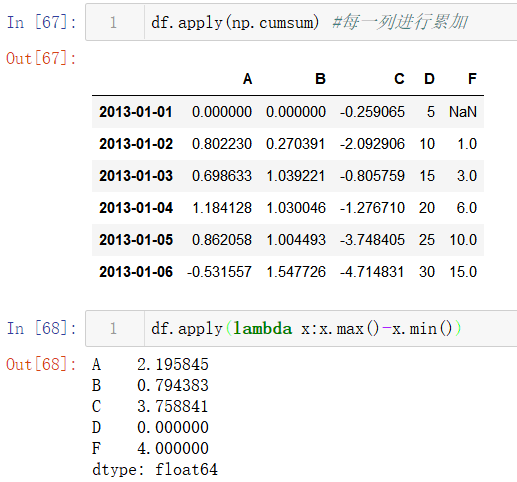 In [67]: 1 df.apply(np.cumsum) #每一列进行累加
Out[67]:
A B C D F
2013-01-01 0.000000 0.000000 -0.259065 5 NaN
2013-01-02 0.802230 0.270391 -2.092906 10 1.0
2013-01-03 0.698633 1.039221 -0.805759 15 3.0
2013-01-04 1.184128 1.030046 -1.276710 20 6.0
2013-01-05 0.862058 1.004493 -3.748405 25 10.0
2013-01-06 -0.531557 1.547726 -4.714831 30 15.0
In [68]: 1 df.apply(lambda x:x.max()-x.min())
Out[68]: A 2.195845
B 0.794383
C 3.758841
D 0.000000
F 4.000000
dtype: float64